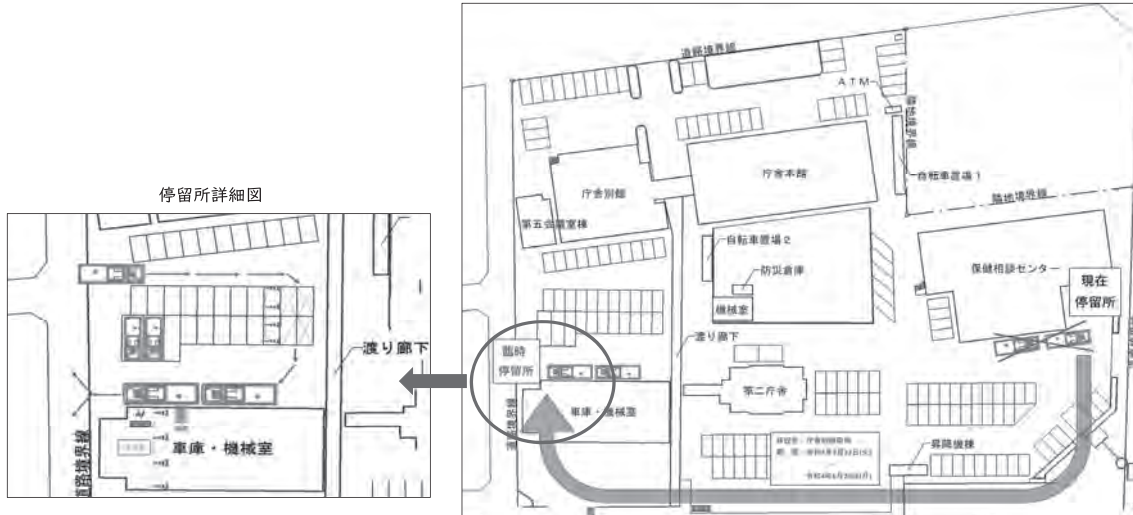 停留所詳細図
渡り廊下
車庫・機械室
道路境界線
道路境界線
ATM
隣地境界線
自転車置場1
庁舎本館
庁舎別館
第五会議室棟
隣地境界線
自転車置場2
防災倉庫
機械室
保健相談センター
現在
停留所
渡り廊下
臨時
停留所
第二庁舎
車庫・機械室
道路境界線
昇降機棟